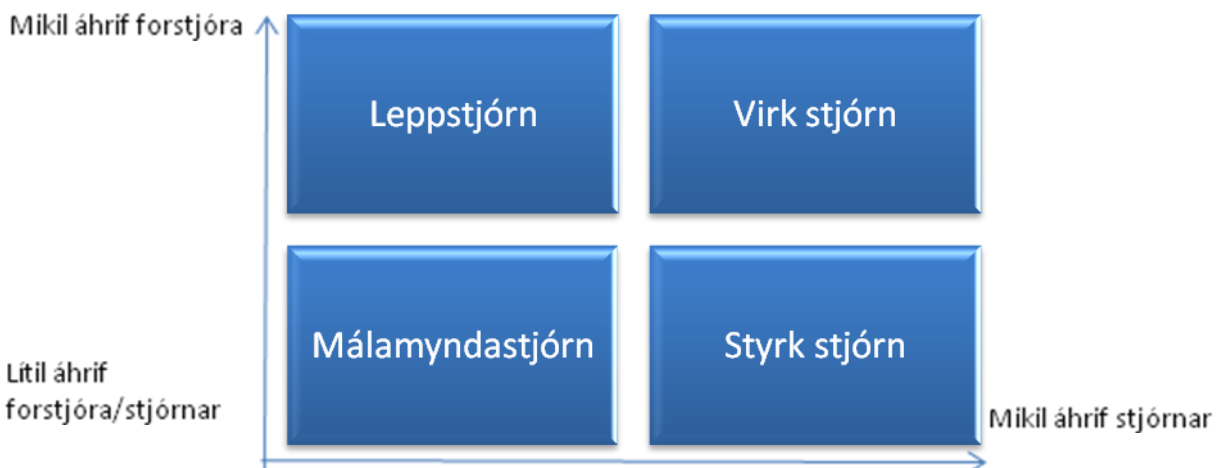 Mikil áhrif forstjóra
Leppstjórn
Virk stjórn
Málamyndastjórn
Styrk stjórn
Lítil áhrif
forstjóra/stjórnar
Mikil áhrif stjórnar